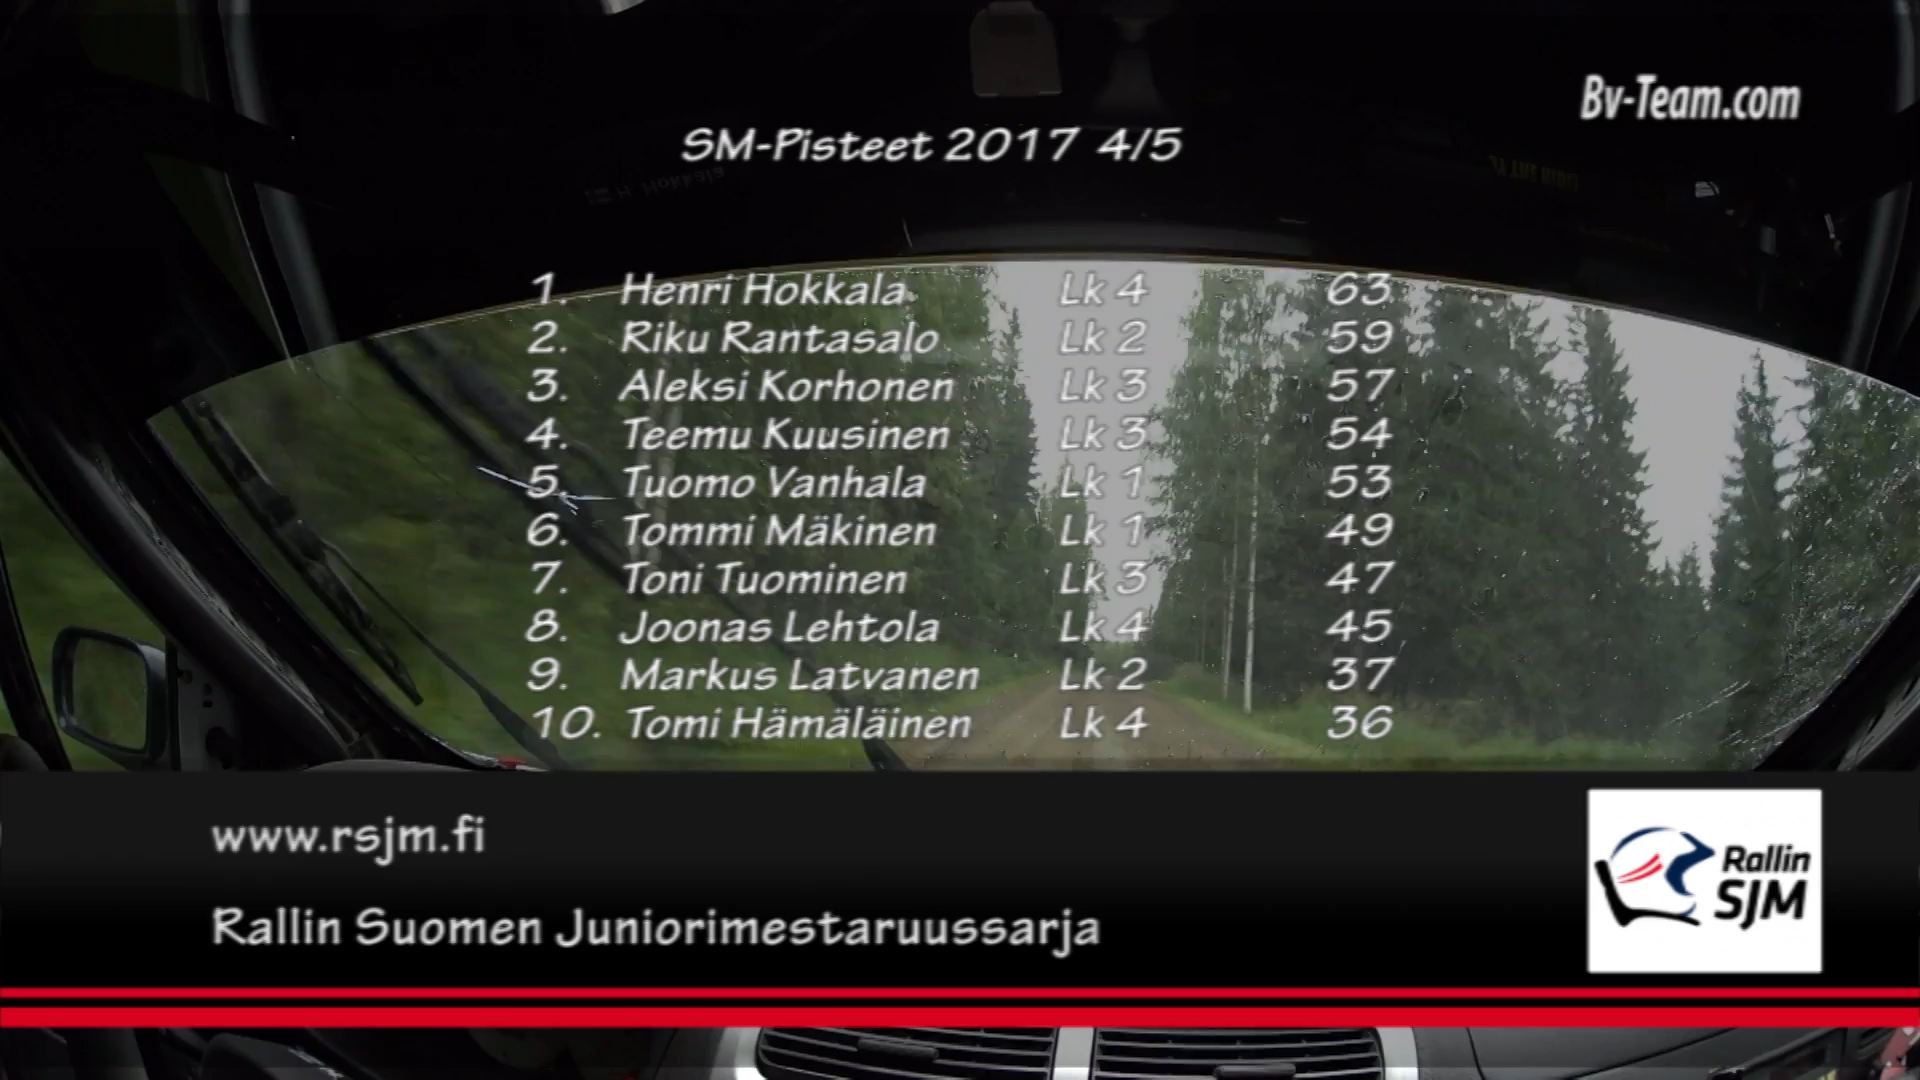 Bv-Team.com
SM-Pisteet 2017 4/5
1. Henri Hokkala Lk 4 63
2. Riku Rantasalo Lk 2 59
3. Aleksi Korhonen Lk 3 57
4. Teemu Kuusinen Lk 3 54
5. Tuomo Vanhala Lk 1 53
6. Tommi Mäkinen Lk 1 49
7. Toni Tuominen Lk 3 47
8. Joonas Lehtola Lk 4 45
9. Markus Latvanen Lk 2 37
10. Tomi Hämäläinen Lk 4 36
www.rsjm.fi
Rallin Suomen Juniorimestaruussarja
Rallin
SJM